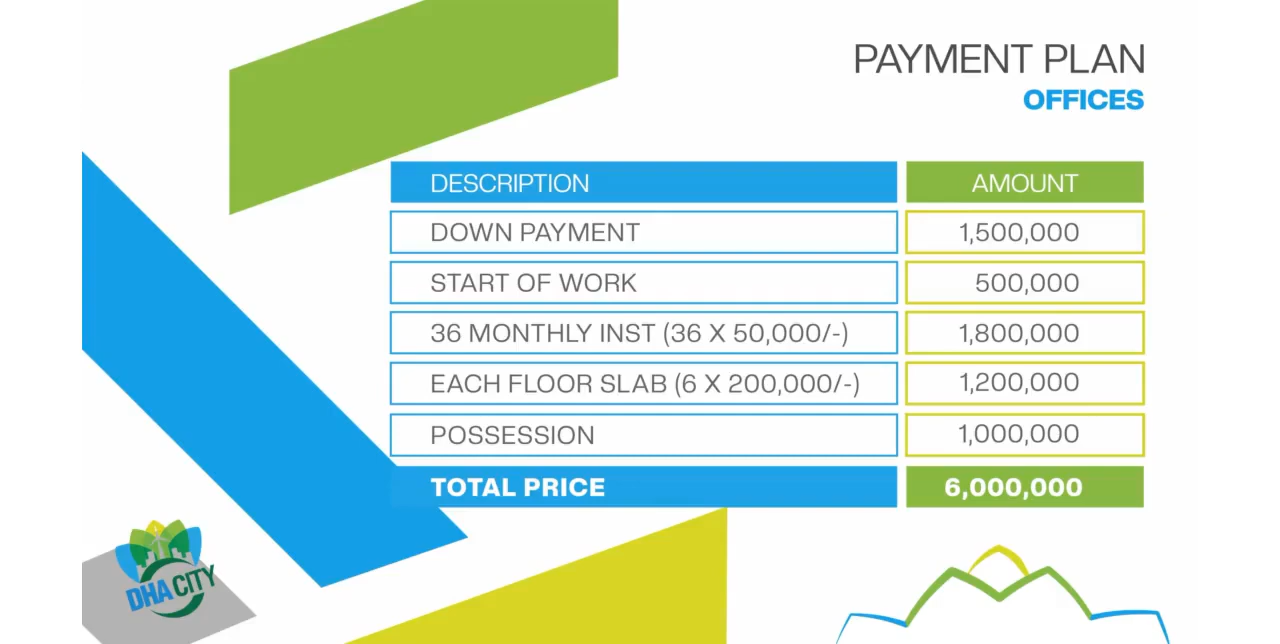 PAYMENT PLAN
OFFICES
DESCRIPTION AMOUNT
DOWN PAYMENT 1,500,000
START OF WORK 500,000
36 MONTHLY INST (36 X 50,000/-) 1,800,000
EACH FLOOR SLAB (6 X 200,000/-) 1,200,000
POSSESSION 1,000,000
TOTAL PRICE 6,000,000
DHA CITY